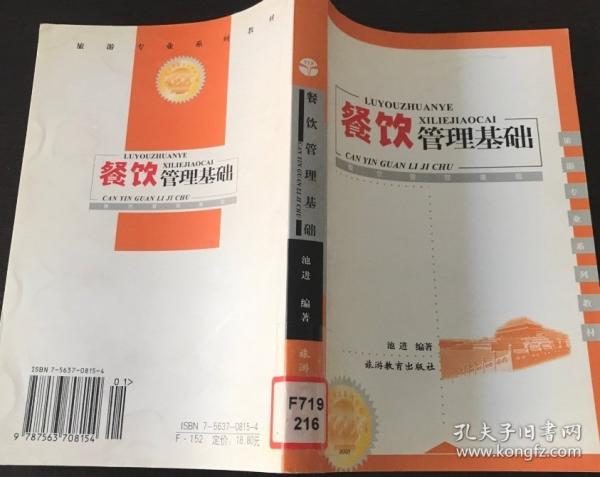 旅游专业系列教材
LUYOUZHUANYE
XILIEJIAOCAI
餐饮管理基础
CAN YIN GUAN LI JI CHU
ISBN 7-5637-0815-4
01>
9 787563 708154
ISBN 7-5637-0815-4
F·152 定价: 18.80元
餐饮管理基础
CAN YIN GUAN LI JI CHU
池进 编著
旅游
F719
216
LUYOUZHUANYE
XILIEJIAOCAI
餐饮管理基础
CAN YIN GUAN LI JI CHU
旅游专业系列教材
池进 编著
旅游教育出版社
孔夫子旧书网
www.kongfz.com